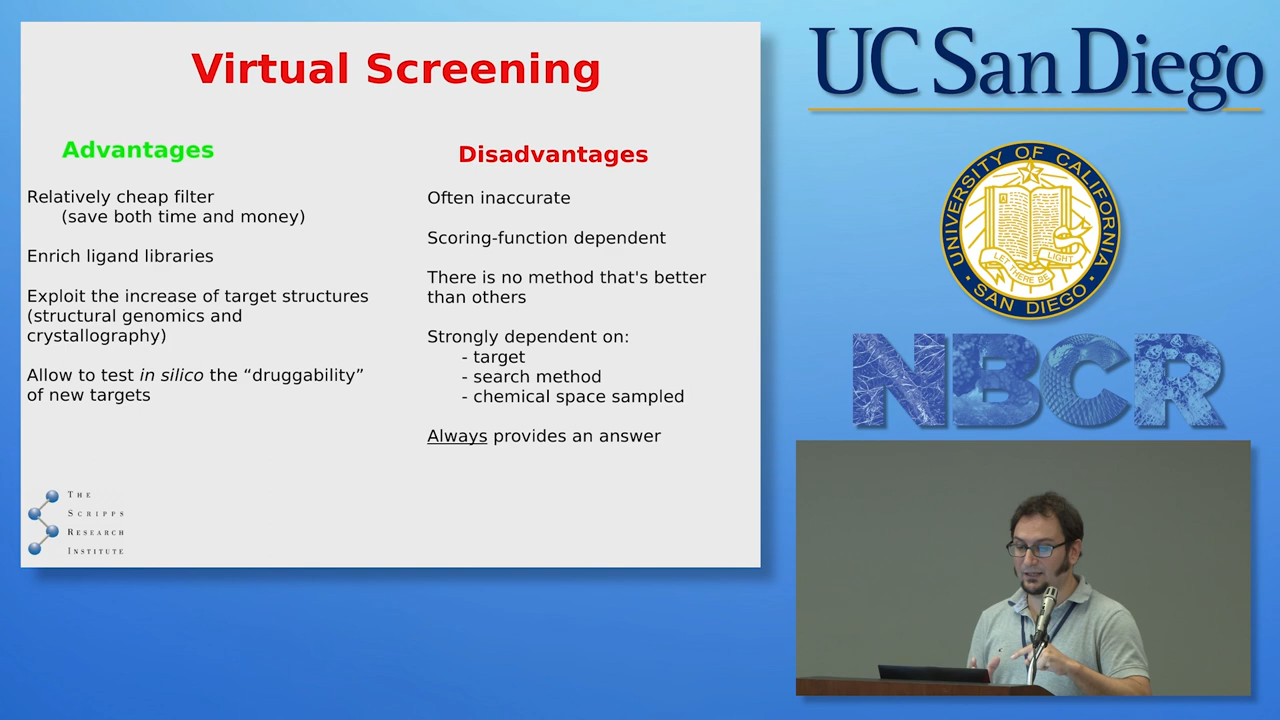 Virtual Screening
Advantages
Relatively cheap filter
(save both time and money)
Enrich ligand libraries
Exploit the increase of target structures
(structural genomics and
crystallography)
Allow to test in silico the “druggability”
of new targets
Disadvantages
Often inaccurate
Scoring-function dependent
There is no method that's better
than others
Strongly dependent on:
- target
- search method
- chemical space sampled
Always provides an answer
THE
SCRIPPS
RESEARCH
INSTITUTE
UC San Diego
UNIVERSITY OF CALIFORNIA
LET THERE BE
LIGHT
• SAN DIEGO •
NBCR